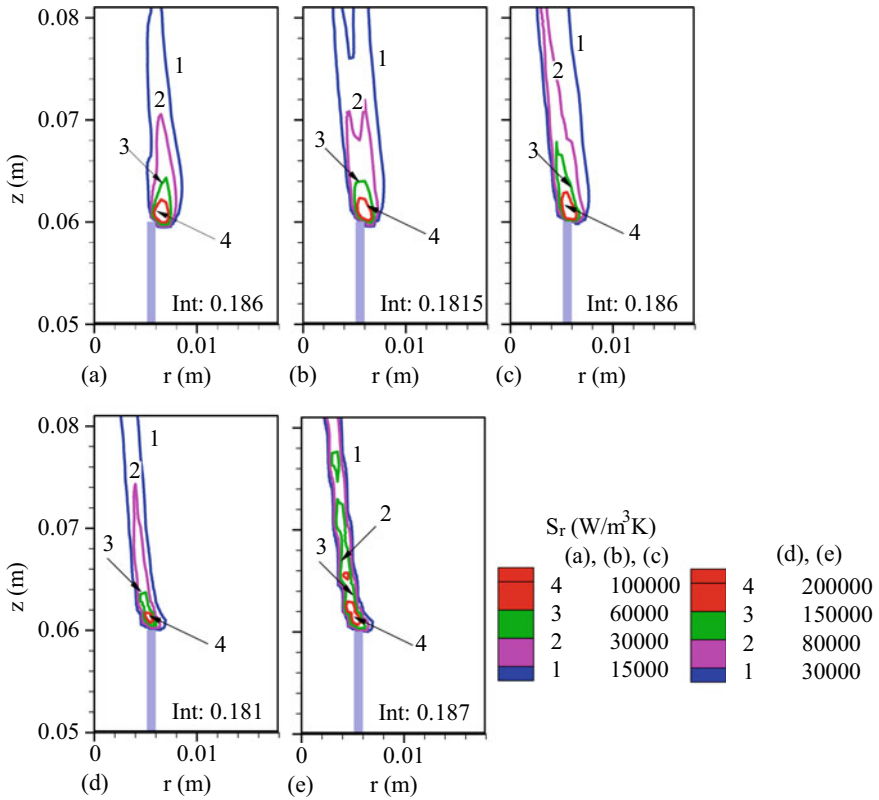 0.08
0.07
0.06
0.05
z (m)
1
2
3
4
Int: 0.186
0
0.01
(a)
r (m)
1
2
3
4
Int: 0.1815
0
0.01
(b)
r (m)
1
2
3
4
Int: 0.186
0
0.01
(c)
r (m)
0.08
0.07
0.06
0.05
z (m)
1
2
3
4
Int: 0.181
0
0.01
(d)
r (m)
1
2
3
4
Int: 0.187
0
0.01
(e)
r (m)
Sr (W/m³K)
(a), (b), (c)
4 100000
3 60000
2 30000
1 15000
(d), (e)
4 200000
3 150000
2 80000
1 30000